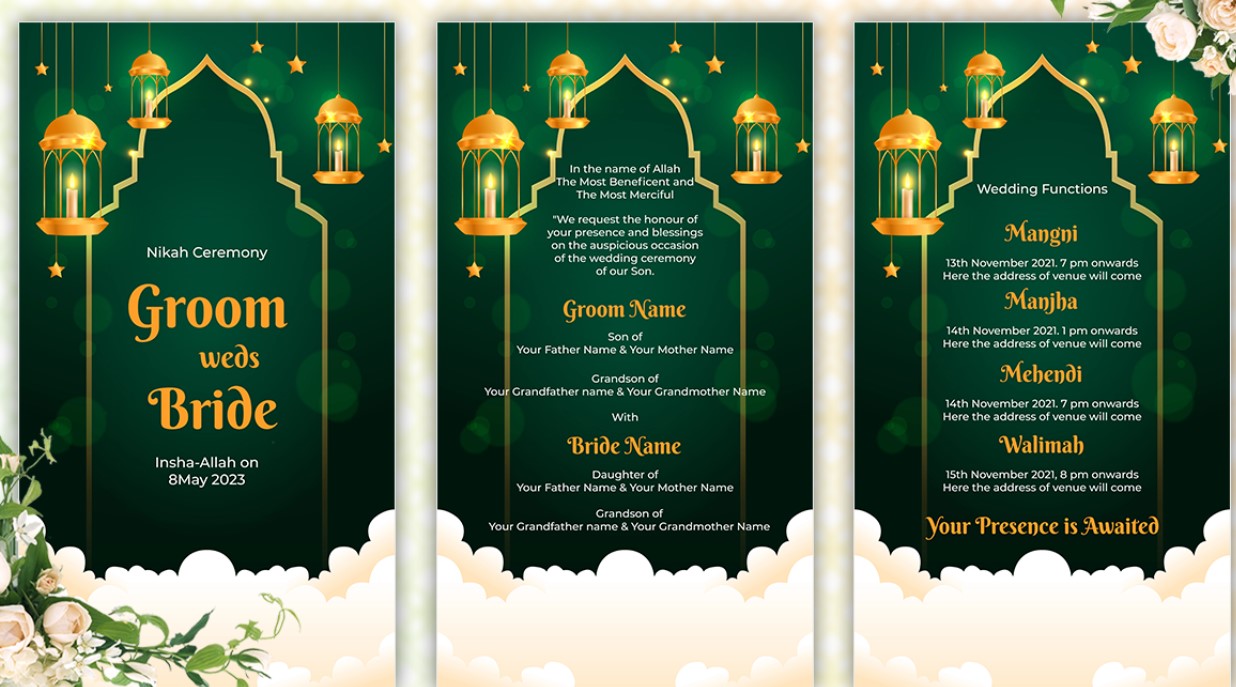 Nikah Ceremony
Groom
weds
Bride
Insha-Allah on
8May 2023
In the name of Allah
The Most Beneficent and
The Most Merciful
"We request the honour of
your presence and blessings
on the auspicious occasion
of the wedding ceremony
of our Son.
Groom Name
Son of
Your Father Name & Your Mother Name
Grandson of
Your Grandfather name & Your Grandmother Name
With
Bride Name
Daughter of
Your Father Name & Your Mother Name
Grandson of
Your Grandfather name & Your Grandmother Name
Wedding Functions
Mangni
13th November 2021. 7 pm onwards
Here the address of venue will come
Manjha
14th November 2021. 1 pm onwards
Here the address of venue will come
Mehendi
14th November 2021. 7 pm onwards
Here the address of venue will come
Walimah
15th November 2021, 8 pm onwards
Here the address of venue will come
Your Presence is Awaited